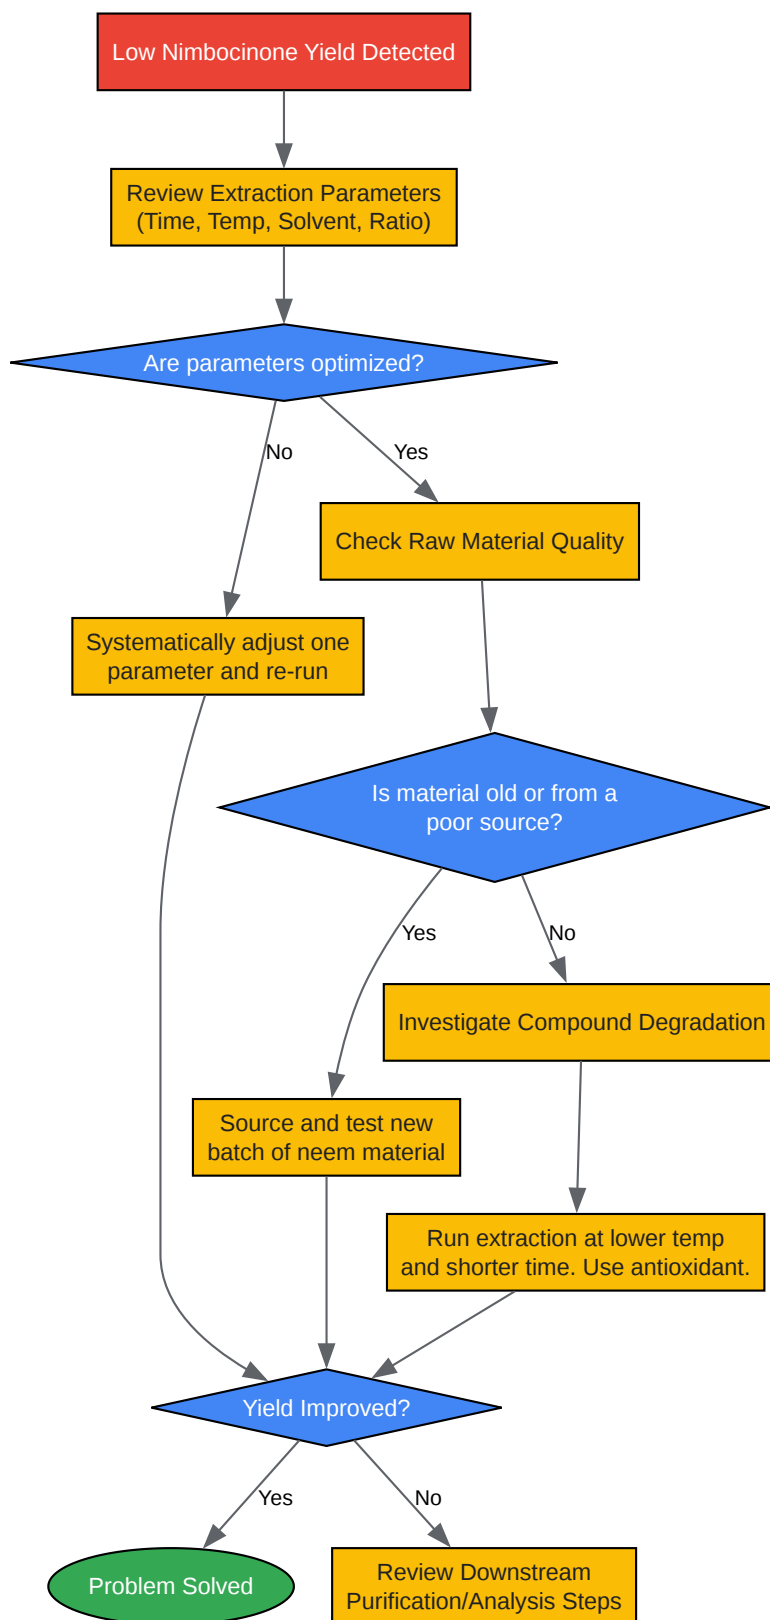 Low Nimbocinone Yield Detected
Review Extraction Parameters
(Time, Temp, Solvent, Ratio)
Are parameters optimized?
No
Yes
Check Raw Material Quality
Systematically adjust one
parameter and re-run
Is material old or from a
poor source?
Yes
No
Investigate Compound Degradation
Source and test new
batch of neem material
Run extraction at lower temp
and shorter time. Use antioxidant.
Yield Improved?
Yes
No
Problem Solved
Review Downstream
Purification/Analysis Steps